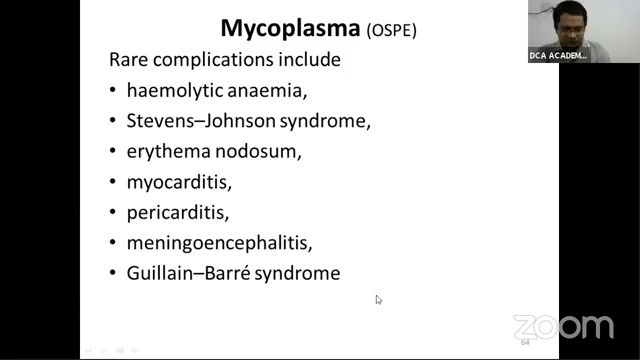 Mycoplasma (OSPE)
Rare complications include
• haemolytic anaemia,
• Stevens–Johnson syndrome,
• erythema nodosum,
• myocarditis,
• pericarditis,
• meningoencephalitis,
• Guillain–Barré syndrome
DCA ACADEM...
zoom
64